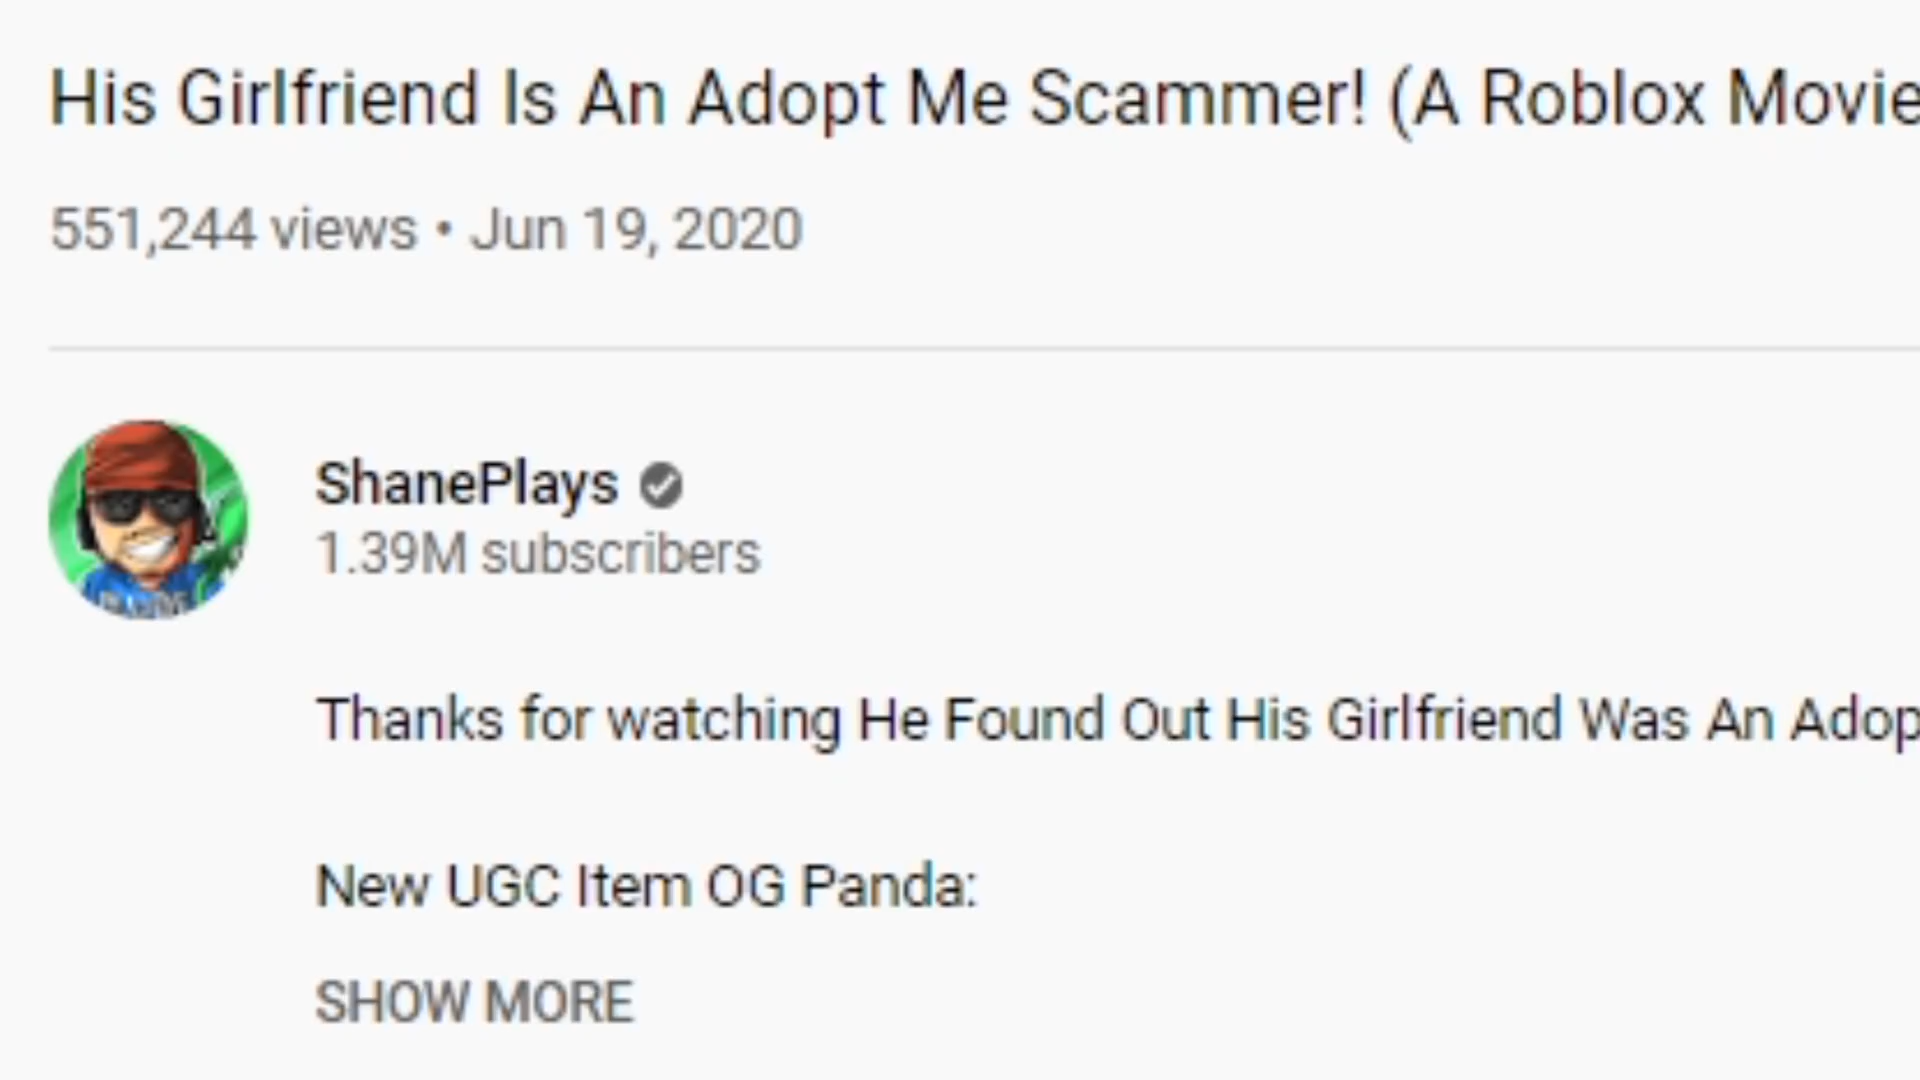 His Girlfriend Is An Adopt Me Scammer! (A Roblox Movie
551,244 views • Jun 19, 2020
ShanePlays
1.39M subscribers
Thanks for watching He Found Out His Girlfriend Was An Adop
New UGC Item OG Panda:
SHOW MORE